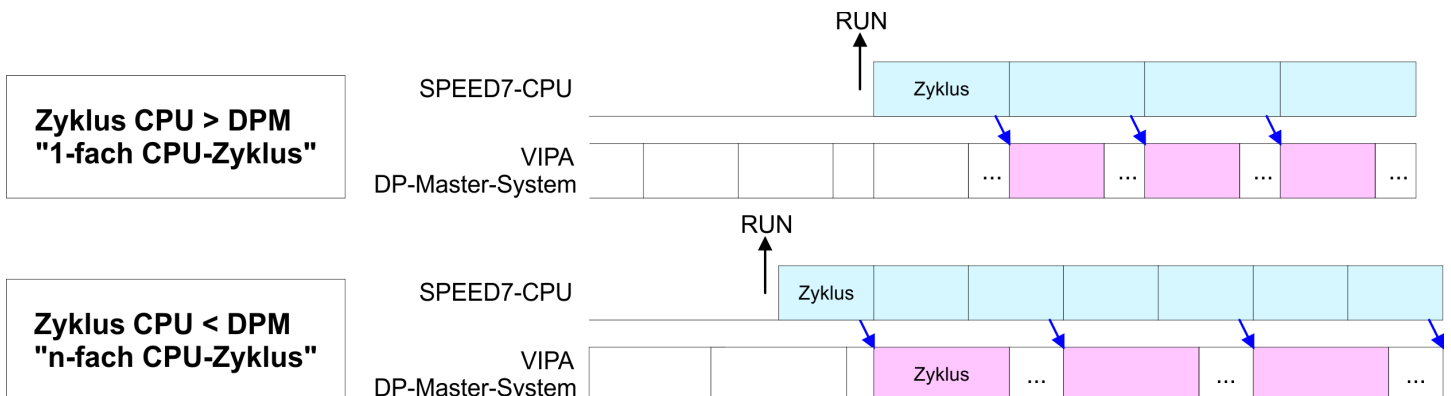 RUN
SPEED7-CPU
Zyklus
Zyklus CPU > DPM
"1-fach CPU-Zyklus"
VIPA
DP-Master-System
... ... ... ...
RUN
SPEED7-CPU
Zyklus
Zyklus CPU < DPM
"n-fach CPU-Zyklus"
VIPA
DP-Master-System
Zyklus ... ... ...